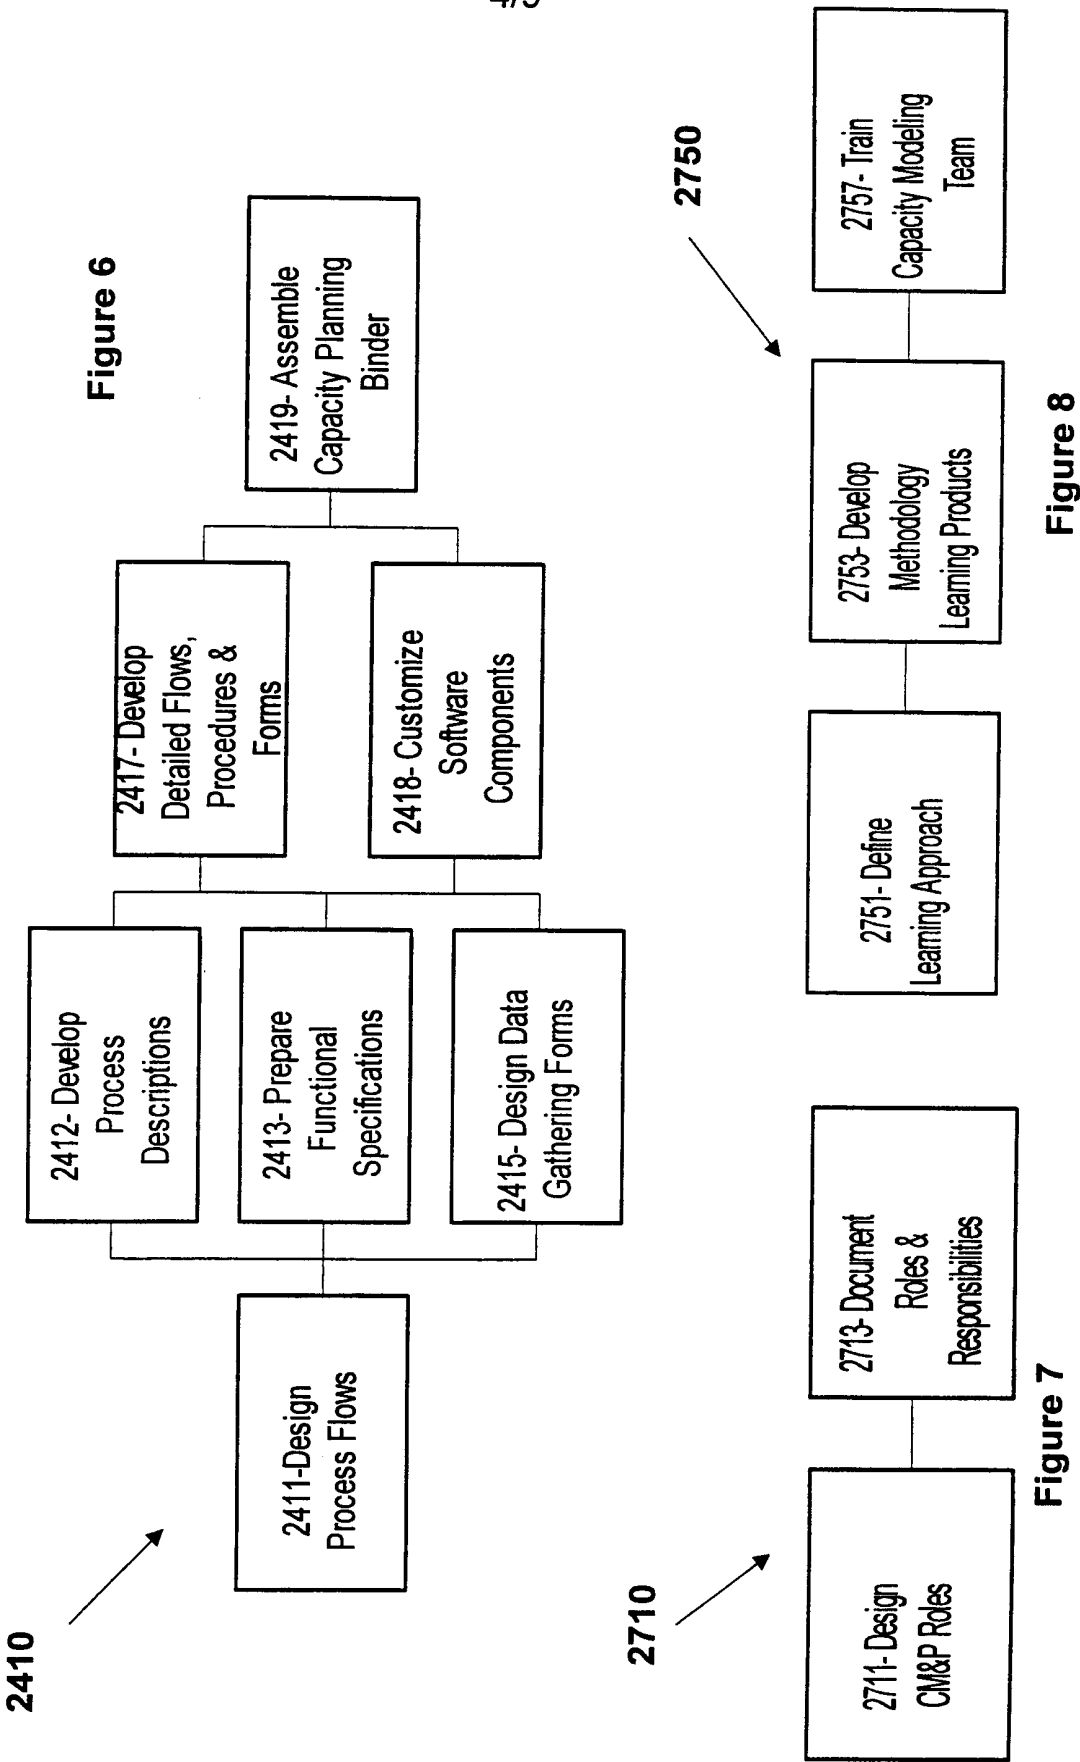 2410
Figure 6
2411-Design
Process Flows
2412- Develop
Process
Descriptions
2413- Prepare
Functional
Specifications
2415- Design Data
Gathering Forms
2417- Develop
Detailed Flows,
Procedures &
Forms
2418- Customize
Software
Components
2419- Assemble
Capacity Planning
Binder
2710
2711- Design
CM&P Roles
2713- Document
Roles &
Responsibilities
Figure 7
2750
2751- Define
Learning Approach
2753- Develop
Methodology
Learning Products
2757- Train
Capacity Modeling
Team
Figure 8